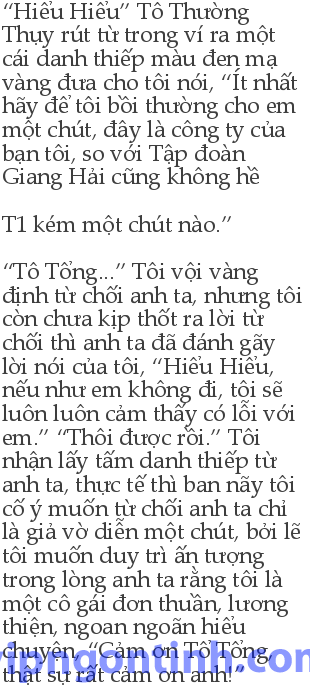 “Hiểu Hiểu” Tô Thường
Thụy rút từ trong ví ra một
cái danh thiếp màu đen mạ
vàng đưa cho tôi nói, “Ít nhất
hãy để tôi bồi thường cho em
một chút, đây là công ty của
bạn tôi, so với Tập đoàn
Giang Hải cũng không hề
T1 kém một chút nào.”
“Tô Tổng...” Tôi vội vàng
định từ chối anh ta, nhưng tôi
còn chưa kịp thốt ra lời từ
chối thì anh ta đã đánh gãy
lời nói của tôi, “Hiểu Hiểu,
nếu như em không đi, tôi sẽ
luôn luôn cảm thấy có lỗi với
em.” “Thôi được rồi.” Tôi
nhận lấy tấm danh thiếp từ
anh ta, thực tế thì ban nãy tôi
cố ý muốn từ chối anh ta chỉ
là giả vờ diễn một chút, bởi lẽ
tôi muốn duy trì ấn tượng
trong lòng anh ta rằng tôi là
một cô gái đơn thuần, lương
thiện, ngoan ngoãn hiểu
chuyện. “Cảm ơn Tô Tổng,
thật sự rất cảm ơn anh!”
vipngontinh.com